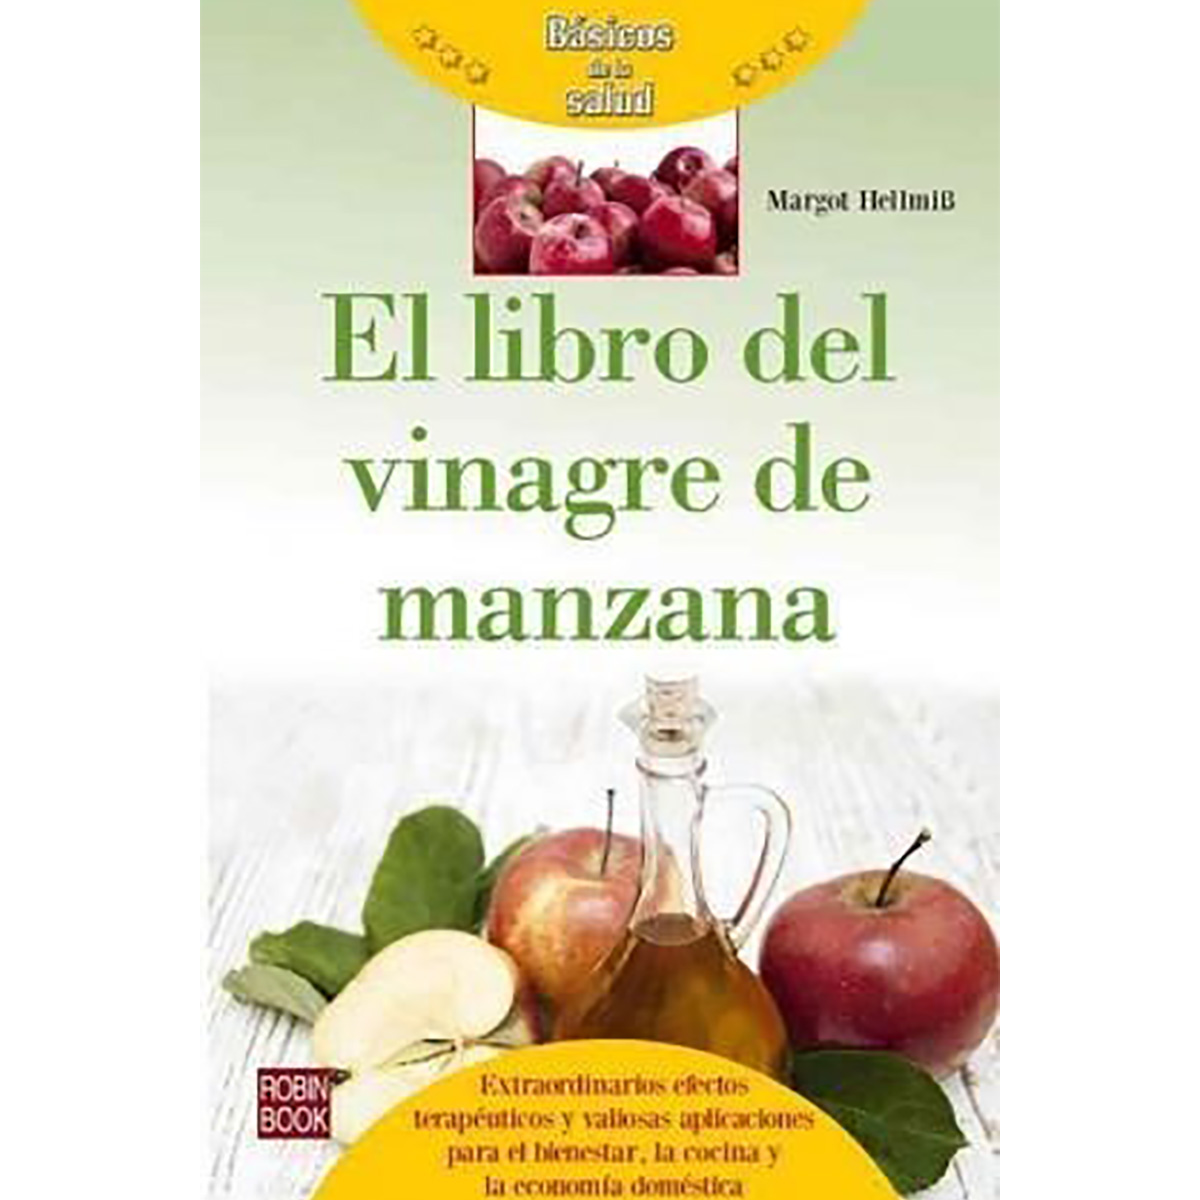 Básicos
de la
salud
Margot Hellmiß
El libro del
vinagre de
manzana
ROBIN
BOOK
Extraordinarios efectos
terapéuticos y valiosas aplicaciones
para el bienestar, la cocina y
la economía doméstica